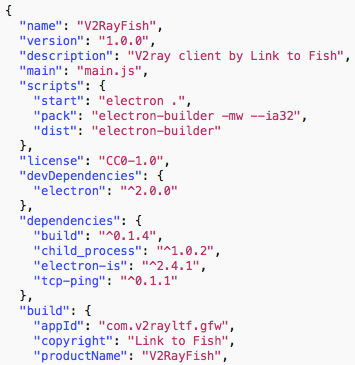 {
  "name": "V2RayFish",
  "version": "1.0.0",
  "description": "V2ray client by Link to Fish",
  "main": "main.js",
  "scripts": {
    "start": "electron .",
    "pack": "electron-builder -mw --ia32",
    "dist": "electron-builder"
  },
  "license": "CC0-1.0",
  "devDependencies": {
    "electron": "^2.0.0"
  },
  "dependencies": {
    "build": "^0.1.4",
    "child_process": "^1.0.2",
    "electron-is": "^2.4.1",
    "tcp-ping": "^0.1.1"
  },
  "build": {
    "appId": "com.v2rayltf.gfw",
    "copyright": "Link to Fish",
    "productName": "V2RayFish",